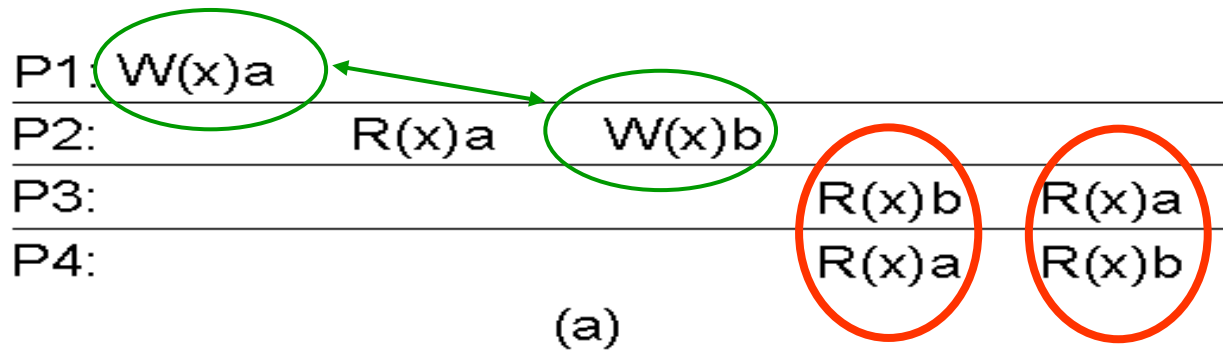 P1: W(x)a
P2: R(x)a W(x)b
P3: R(x)b R(x)a
P4: R(x)a R(x)b
(a)